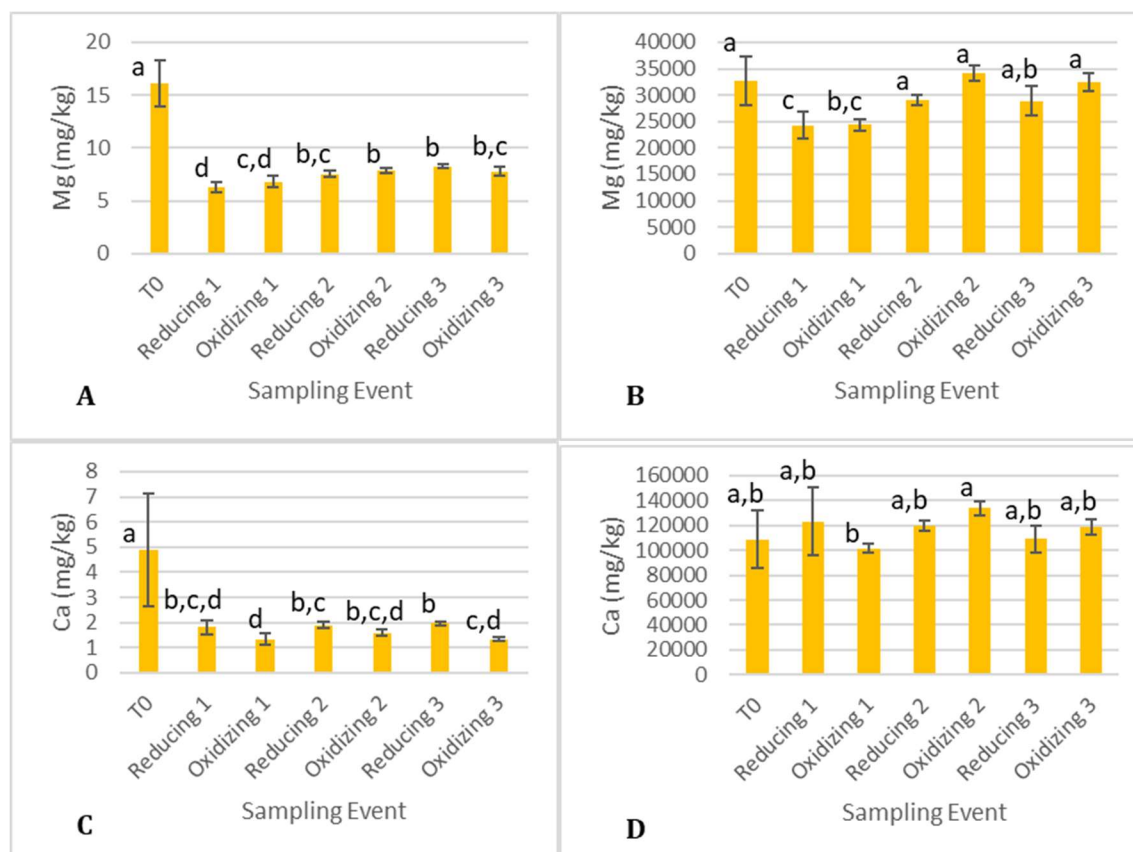 Mg (mg/kg)
20
15
10
5
0
a
d
c,d
b,c
b
b
b,c
T0
Reducing 1
Oxidizing 1
Reducing 2
Oxidizing 2
Reducing 3
Oxidizing 3
Sampling Event
A
Mg (mg/kg)
40000
35000
30000
25000
20000
15000
10000
5000
0
a
c
b,c
a
a
a,b
a
T0
Reducing 1
Oxidizing 1
Reducing 2
Oxidizing 2
Reducing 3
Oxidizing 3
Sampling Event
B
Ca (mg/kg)
8
7
6
5
4
3
2
1
0
a
b,c,d
d
b,c
b,c,d
b
c,d
T0
Reducing 1
Oxidizing 1
Reducing 2
Oxidizing 2
Reducing 3
Oxidizing 3
Sampling Event
C
Ca (mg/kg)
160000
140000
120000
100000
80000
60000
40000
20000
0
a,b
a,b
b
a,b
a
a,b
a,b
T0
Reducing 1
Oxidizing 1
Reducing 2
Oxidizing 2
Reducing 3
Oxidizing 3
Sampling Event
D